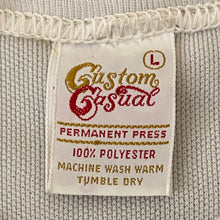 L
Custom
Casual
PERMANENT PRESS
100% POLYESTER
MACHINE WASH WARM
TUMBLE DRY